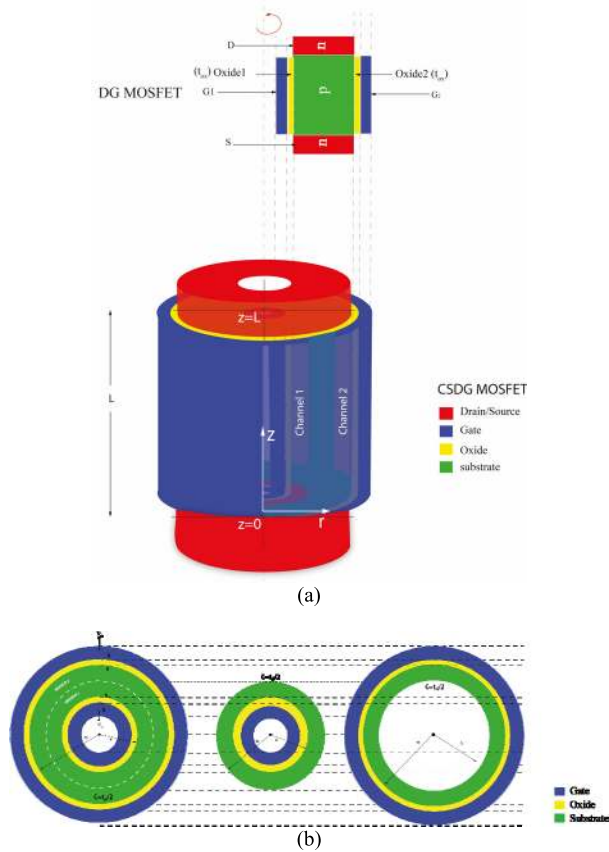 D
n
(tox) Oxide1
Oxide2 (tox)
DG MOSFET
G1
p
G2
S
n
z=L
L
Channel 1
Channel 2
CSDG MOSFET
Drain/Source
Gate
Oxide
substrate
z
z=0
r
(a)
Gate
Oxide
Substrate
(b)